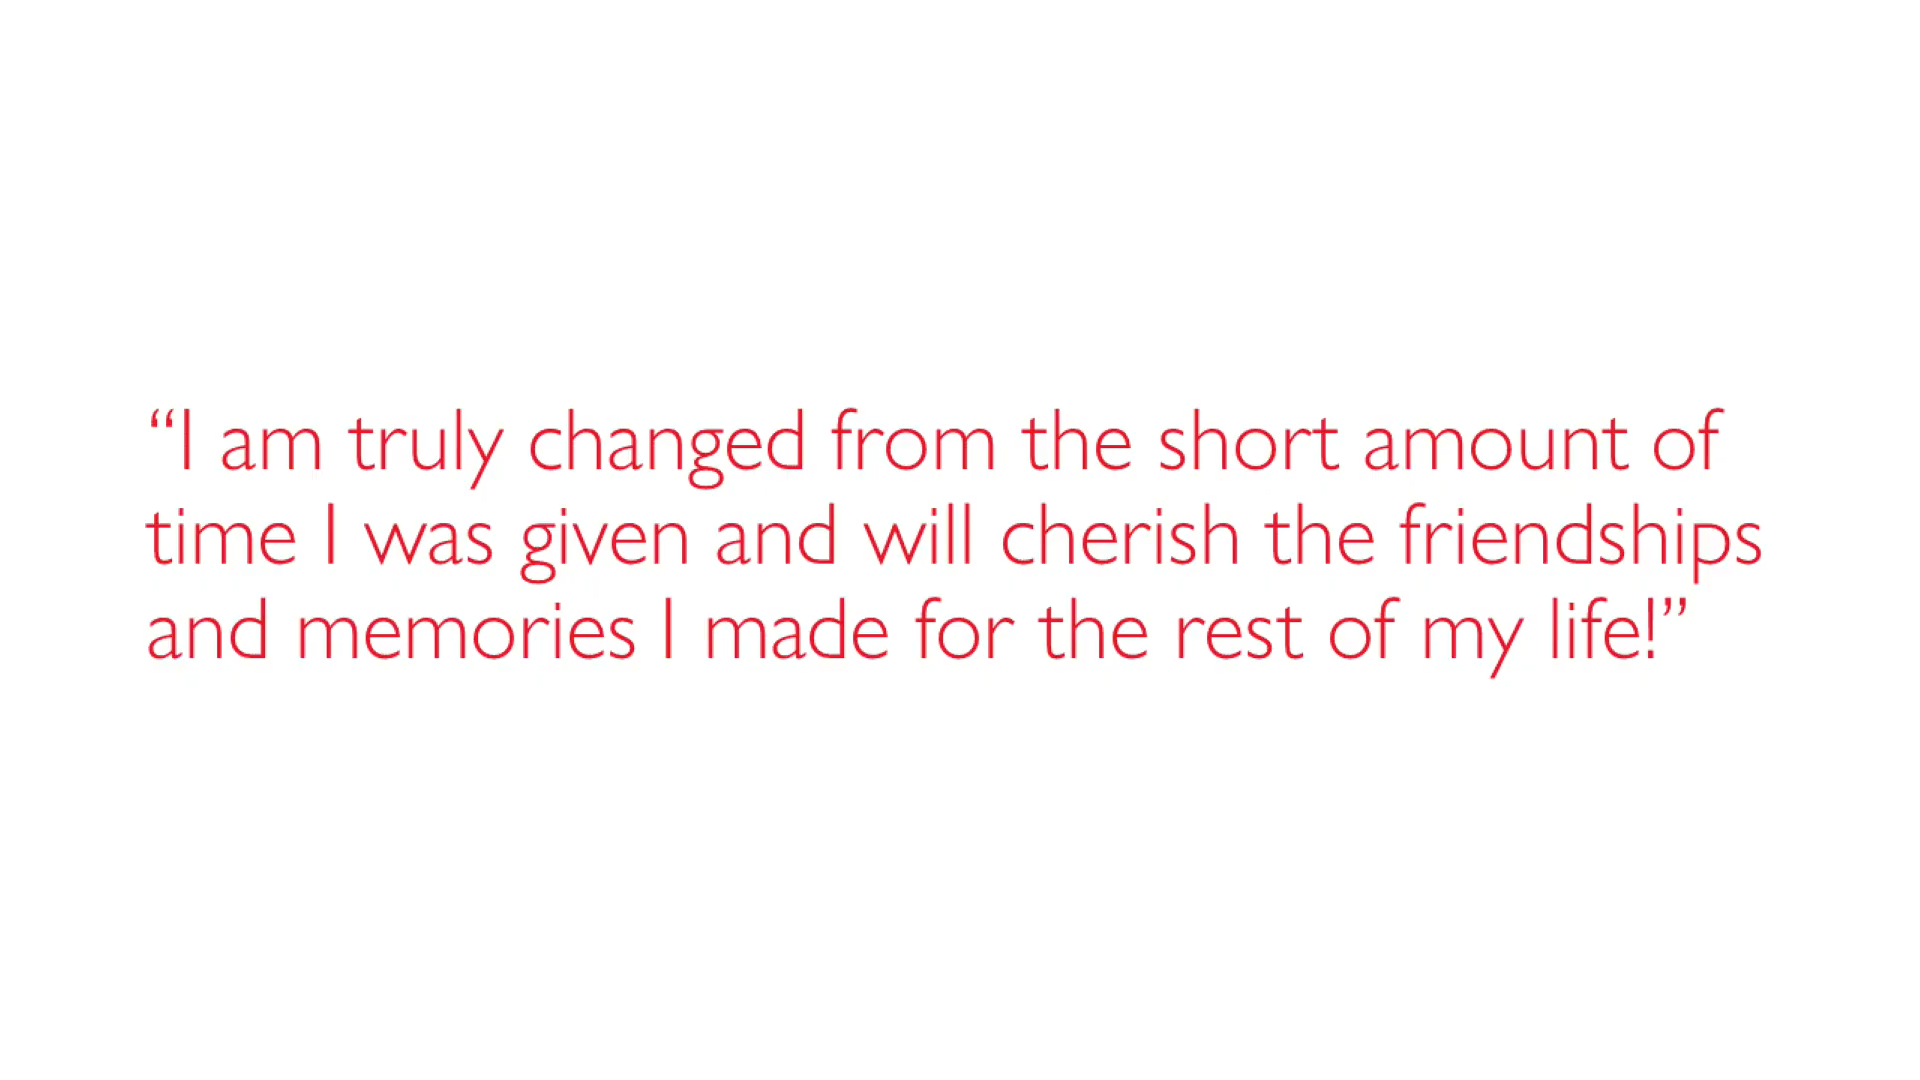 “I am truly changed from the short amount of
time I was given and will cherish the friendships
and memories I made for the rest of my life!”